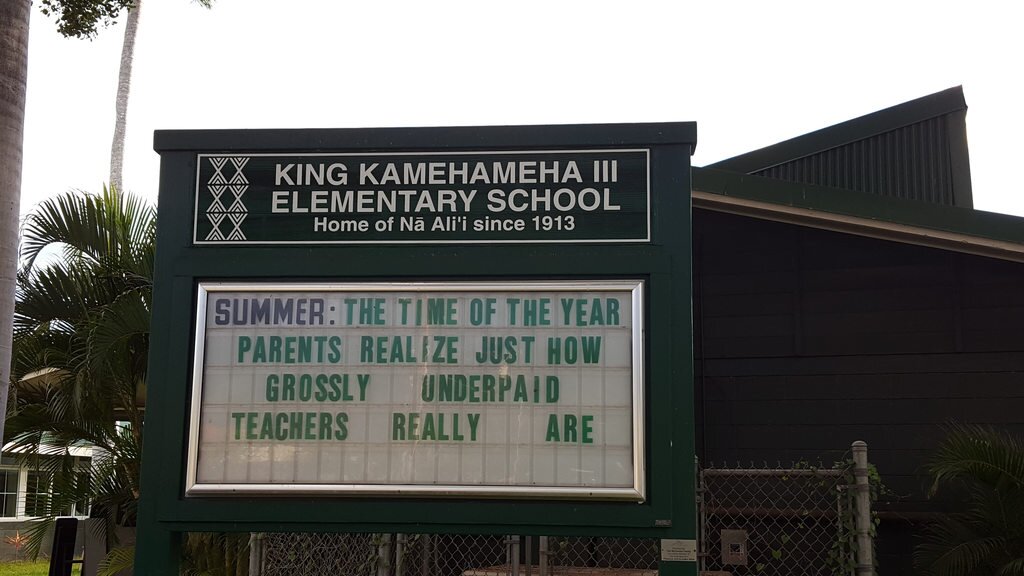 KING KAMEHAMEHA III
ELEMENTARY SCHOOL
Home of Nā Ali'i since 1913
SUMMER: THE TIME OF THE YEAR
PARENTS REALIZE JUST HOW
GROSSLY UNDERPAID
TEACHERS REALLY ARE